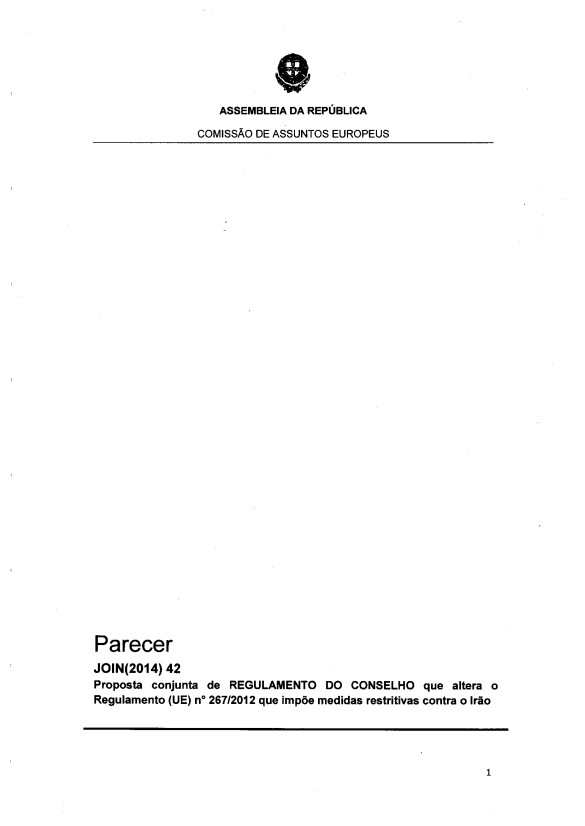 ASSEMBLEIA DA REPÚBLICA
COMISSÃO DE ASSUNTOS EUROPEUS
Parecer
JOIN(2014) 42
Proposta conjunta de REGULAMENTO DO CONSELHO que altera o
Regulamento (UE) nº 267/2012 que impõe medidas restritivas contra o Irão
1